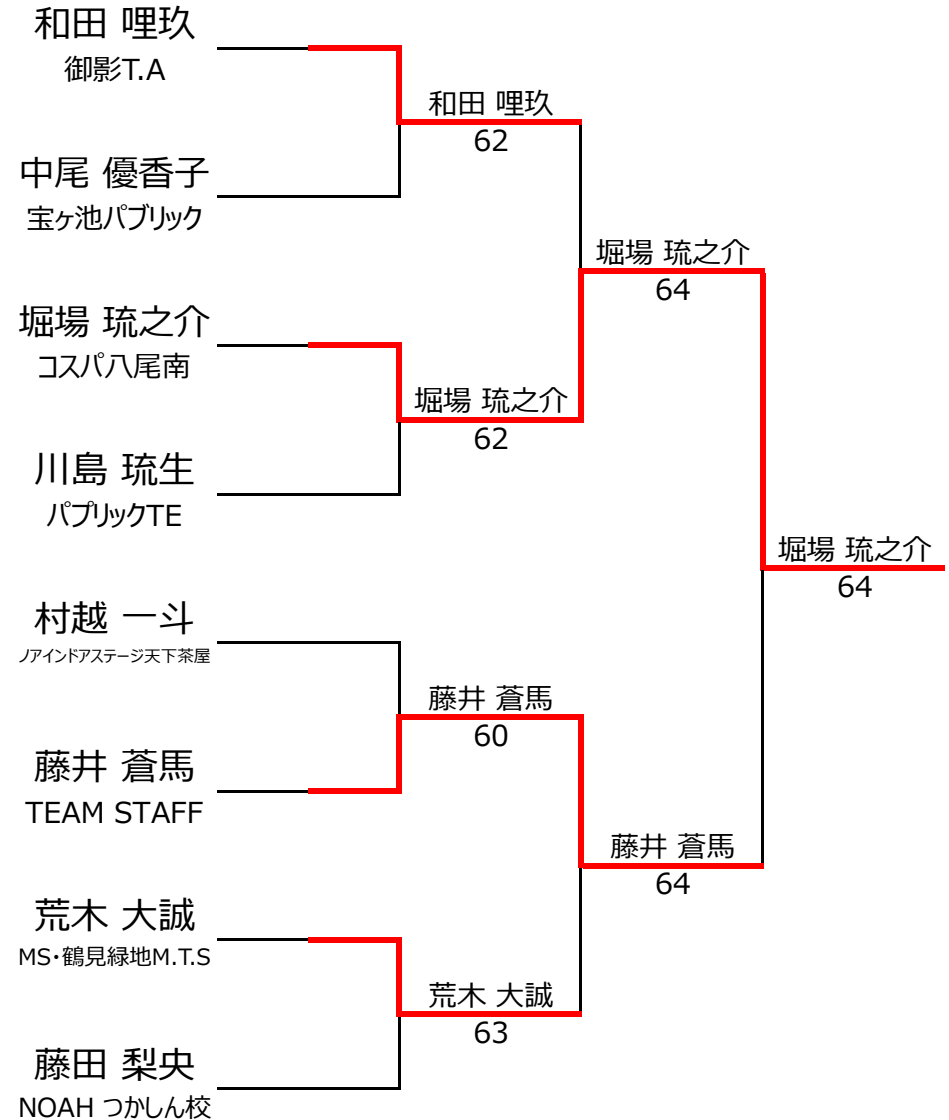 和田 哩玖
御影T.A
和田 哩玖
62
中尾 優香子
宝ヶ池パブリック
堀場 琉之介
64
堀場 琉之介
コスパ八尾南
堀場 琉之介
62
川島 琉生
パプリックTE
堀場 琉之介
64
村越 一斗
ノアインドアステージ天下茶屋
藤井 蒼馬
60
藤井 蒼馬
TEAM STAFF
藤井 蒼馬
64
荒木 大誠
MS・鶴見緑地M.T.S
荒木 大誠
63
藤田 梨央
NOAH つかしん校